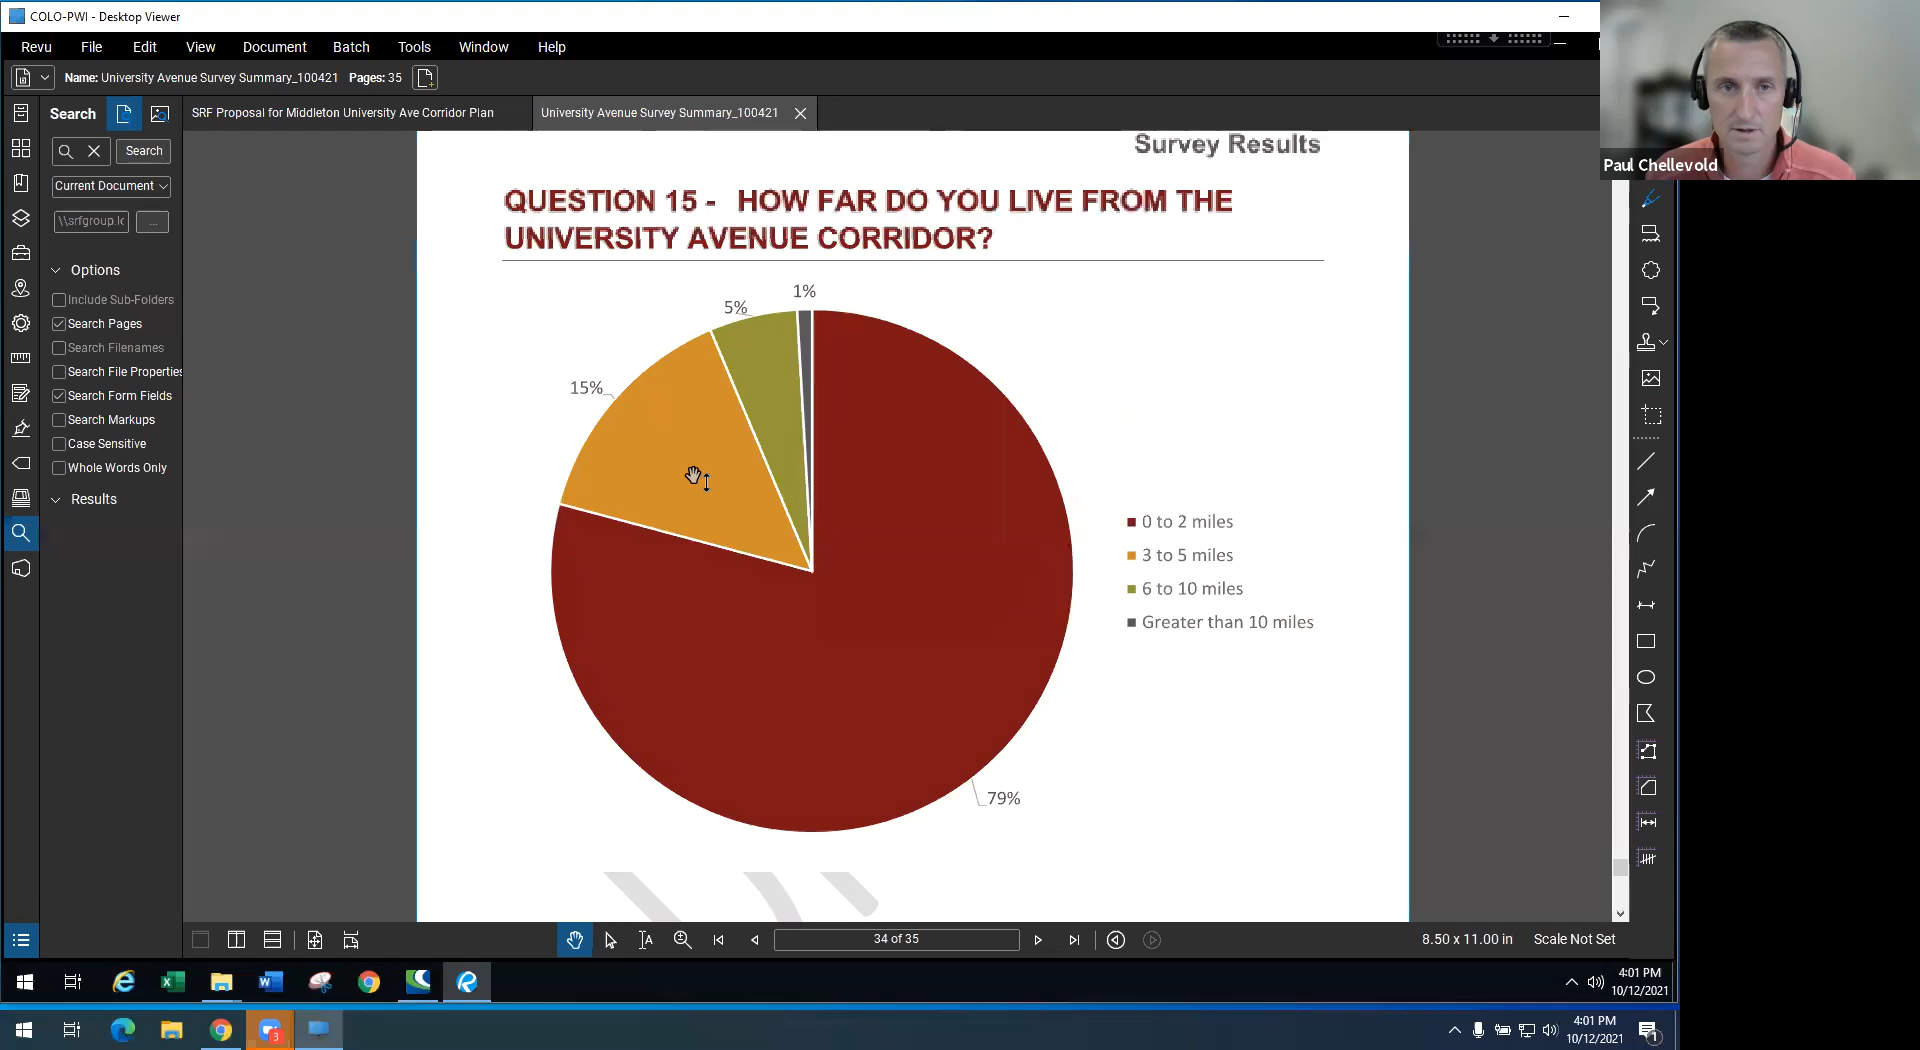 COLO-PWI - Desktop Viewer
Revu File Edit View Document Batch Tools Window Help
Name: University Avenue Survey Summary_100421 Pages: 35
Search
SRF Proposal for Middleton University Ave Corridor Plan
University Avenue Survey Summary_100421
Search
Current Document
\\srfgroup.lc
...
Options
Include Sub-Folders
Search Pages
Search Filenames
Search File Properties
Search Form Fields
Search Markups
Case Sensitive
Whole Words Only
Results
Survey Results
QUESTION 15 - HOW FAR DO YOU LIVE FROM THE
UNIVERSITY AVENUE CORRIDOR?
1%
5%
15%
79%
0 to 2 miles
3 to 5 miles
6 to 10 miles
Greater than 10 miles
Paul Chellevold
34 of 35
8.50 x 11.00 in Scale Not Set
4:01 PM
10/12/2021
3
4:01 PM
10/12/2021
1